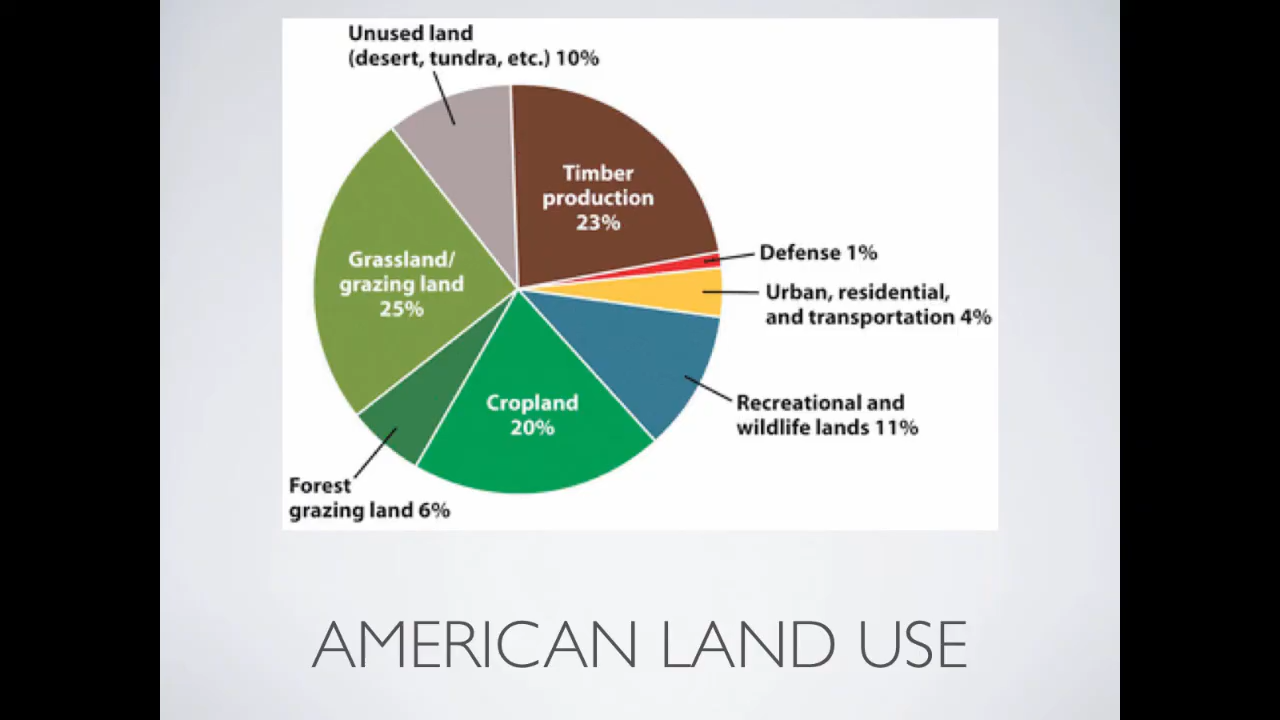 Unused land
(desert, tundra, etc.) 10%
Timber
production
23%
Defense 1%
Urban, residential,
and transportation 4%
Grassland/
grazing land
25%
Recreational and
wildlife lands 11%
Cropland
20%
Forest
grazing land 6%
AMERICAN LAND USE